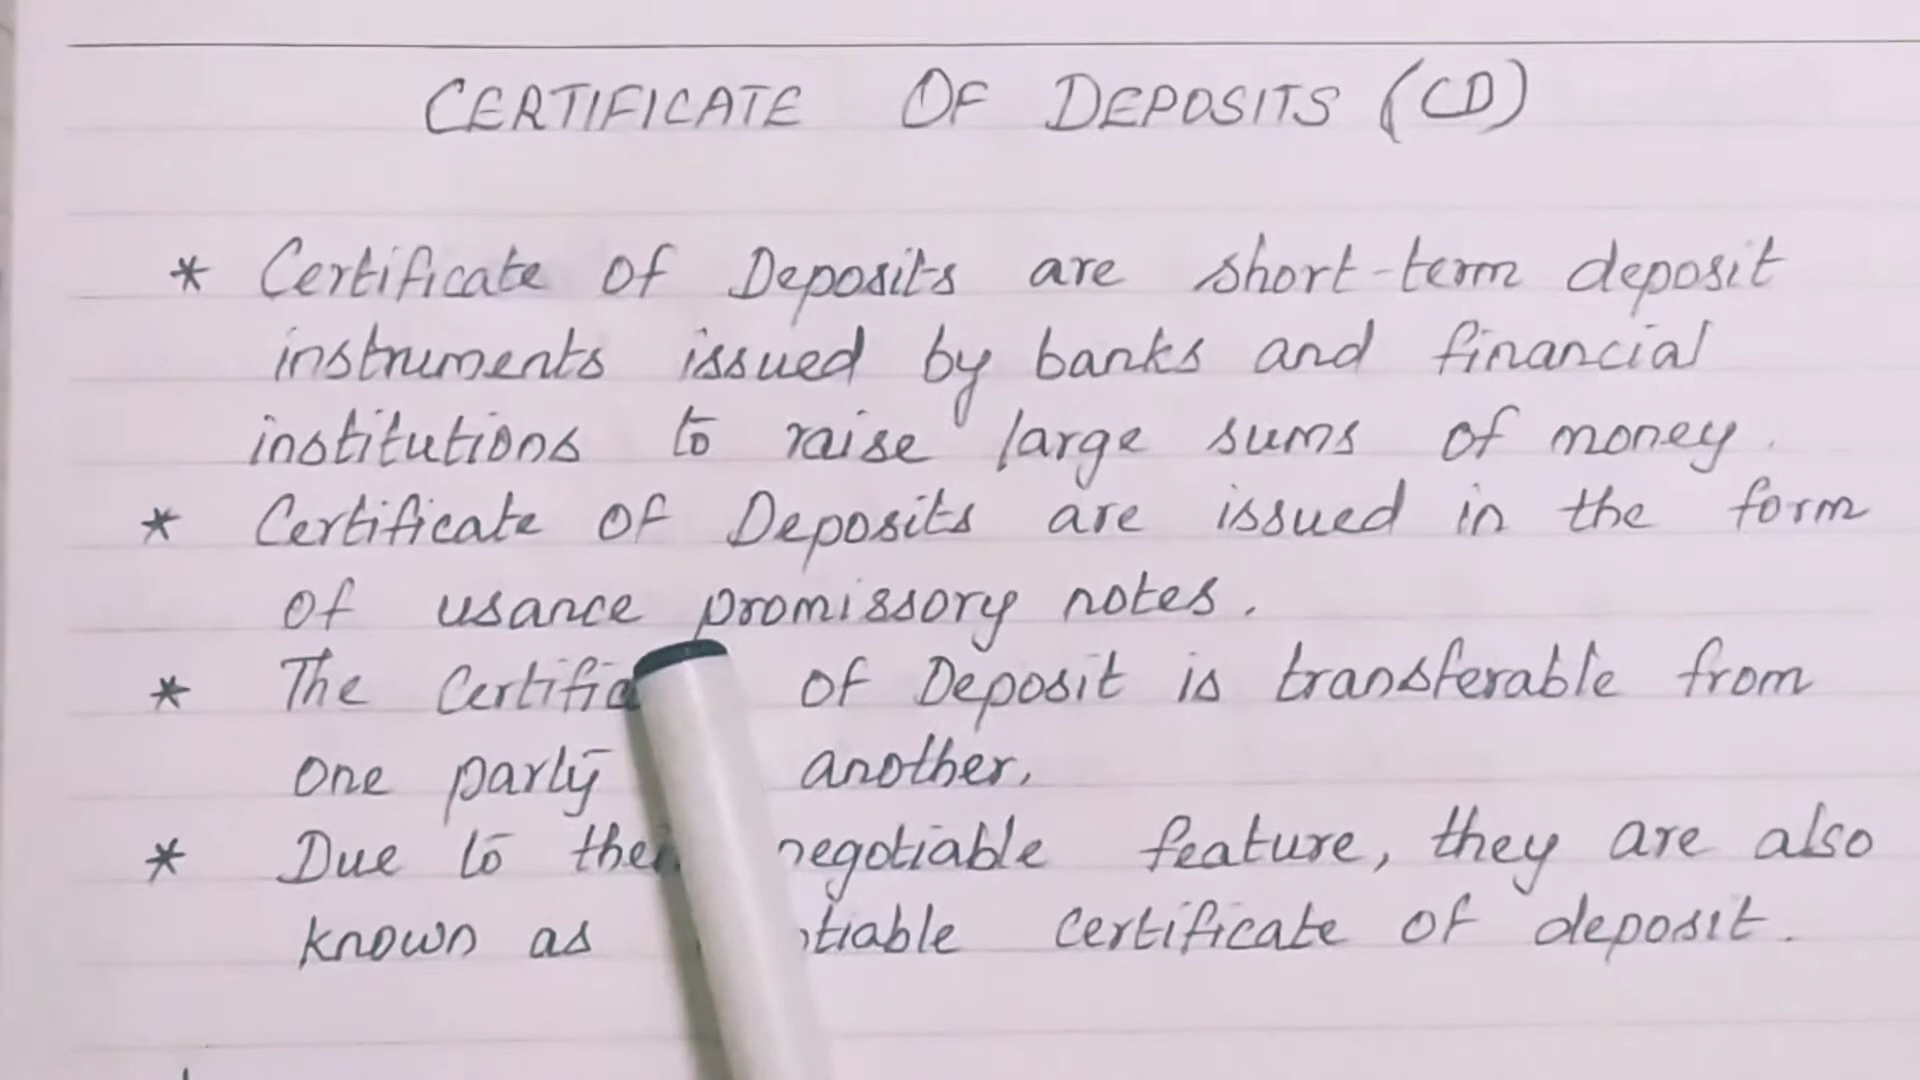 CERTIFICATE OF DEPOSITS (CD)
* Certificate of Deposits are short-term deposit
instruments issued by banks and financial
institutions to raise large sums of money.
* Certificate of Deposits are issued in the form
of usance promissory notes.
* The of Deposit is transferable from
one party another.
* Due to negotiable feature, they are also
known as certificate of deposit.